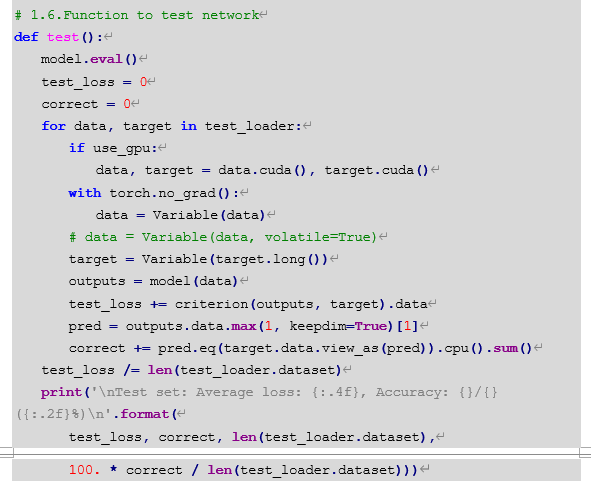 # 1.6.Function to test network↵
def test():↵
model.eval()↵
test_loss = 0↵
correct = 0↵
for data, target in test_loader:↵
if use_gpu:↵
data, target = data.cuda(), target.cuda()↵
with torch.no_grad():↵
data = Variable(data)↵
# data = Variable(data, volatile=True)↵
target = Variable(target.long())↵
outputs = model(data)↵
test_loss += criterion(outputs, target).data↵
pred = outputs.data.max(1, keepdim=True)[1]↵
correct += pred.eq(target.data.view_as(pred)).cpu().sum()↵
test_loss /= len(test_loader.dataset)↵
print('\nTest set: Average loss: {:.4f}, Accuracy: {}/{}
({:.2f}%)\n'.format(↵
test_loss, correct, len(test_loader.dataset),↵
100. * correct / len(test_loader.dataset)))↵